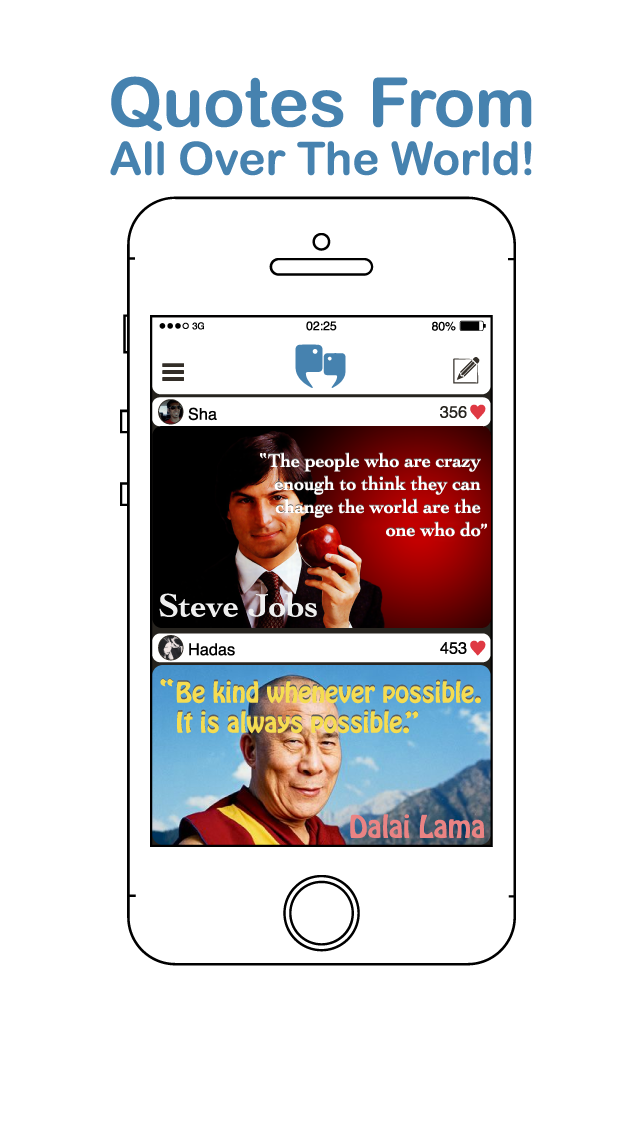 Quotes From
All Over The World!
3G 02:25 80%
Sha 356
“The people who are crazy
enough to think they can
change the world are the
one who do”
Steve Jobs
Hadas 453
“Be kind whenever possible.
It is always possible.”
Dalai Lama